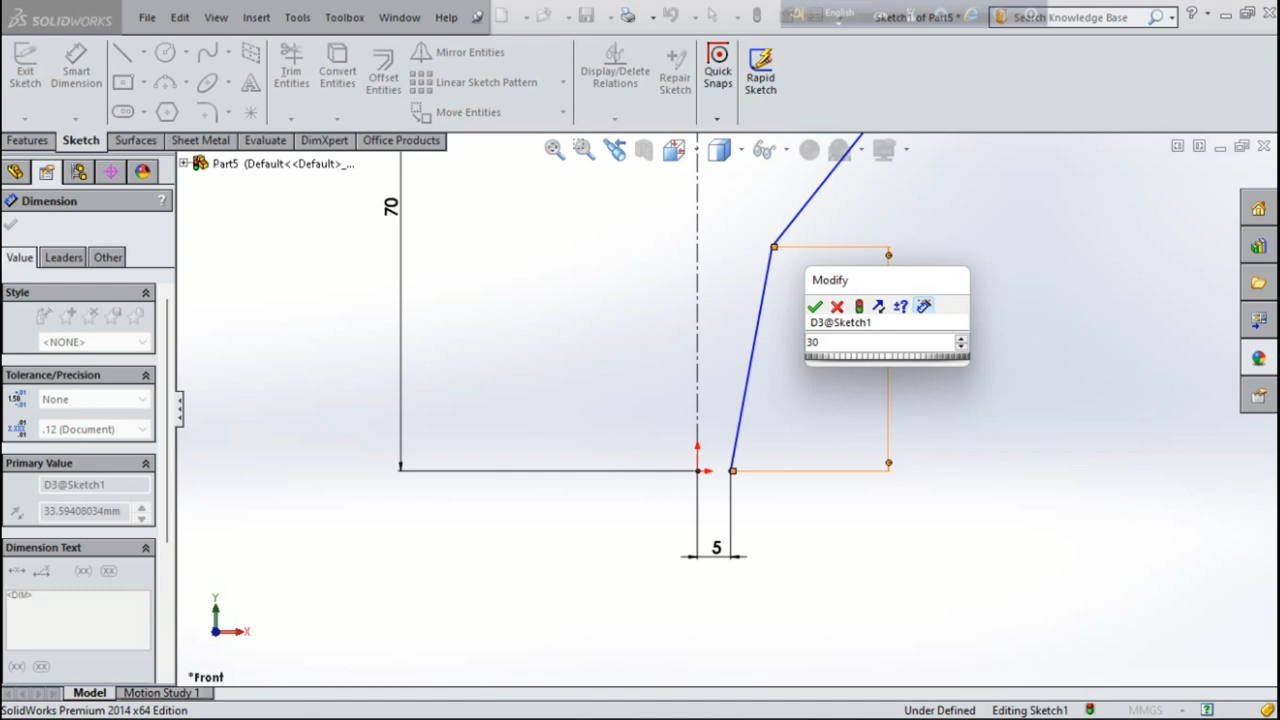 SOLIDWORKS File Edit View Insert Tools Toolbox Window Help English Sketch1 of Part5 * Search Knowledge Base
Exit Sketch
Smart Dimension
Trim Entities
Convert Entities
Offset Entities
Mirror Entities
Linear Sketch Pattern
Move Entities
Display/Delete Relations
Repair Sketch
Quick Snaps
Rapid Sketch
Features Sketch Surfaces Sheet Metal Evaluate DimXpert Office Products
Part5 (Default<<Default>_...
Dimension ?
Value Leaders Other
Style
<NONE>
Tolerance/Precision
None
.12 (Document)
Primary Value
D3@Sketch1
33.59408034mm
Dimension Text
<DIM>
70
Modify
D3@Sketch1
30
5
Y
X
*Front
Model Motion Study 1
SolidWorks Premium 2014 x64 Edition Under Defined Editing Sketch1 MMGS